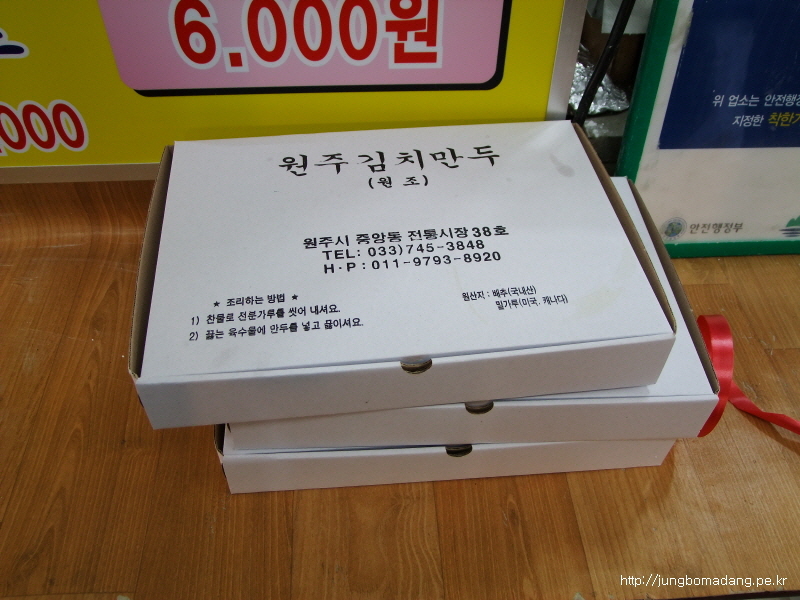 6.000원
000
원주김치만두
(원조)
원주시 중앙동 전통시장 38호
TEL: 033)745-3848
H·P : 011-9793-8920
★ 조리하는 방법 ★
1) 찬물로 전분가루를 씻어 내셔요.
2) 끓는 육수물에 만두를 넣고 끓이셔요.
원산지 : 배추(국내산)
밀가루(미국. 캐나다)
위 업소는 안전행정
지정한 착한가
안전행정부
http://jungbomadang.pe.kr